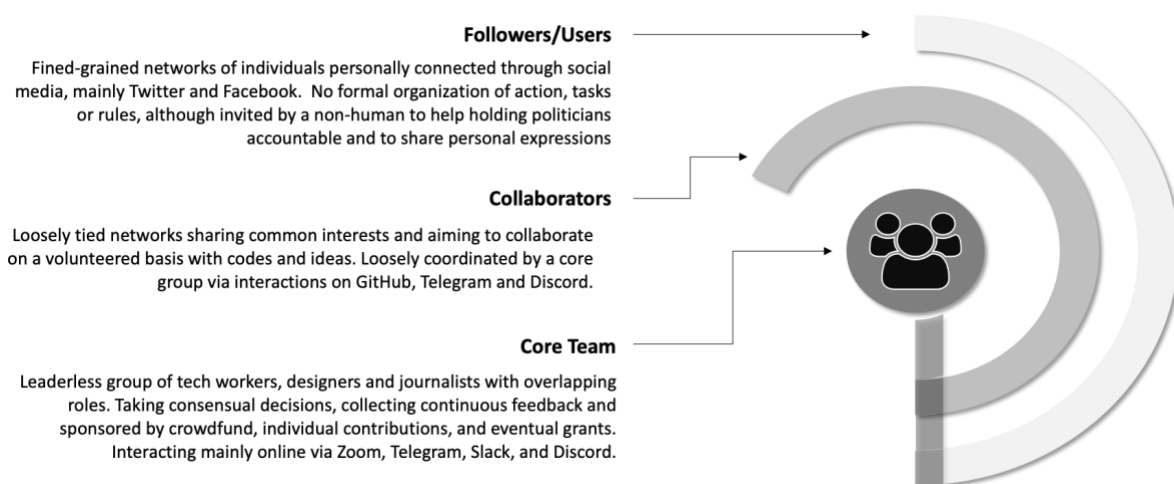 Followers/Users
Fined-grained networks of individuals personally connected through social
media, mainly Twitter and Facebook.  No formal organization of action, tasks
or rules, although invited by a non-human to help holding politicians
accountable and to share personal expressions
Collaborators
Loosely tied networks sharing common interests and aiming to collaborate
on a volunteered basis with codes and ideas. Loosely coordinated by a core
group via interactions on GitHub, Telegram and Discord.
Core Team
Leaderless group of tech workers, designers and journalists with overlapping
roles. Taking consensual decisions, collecting continuous feedback and
sponsored by crowdfund, individual contributions, and eventual grants.
Interacting mainly online via Zoom, Telegram, Slack, and Discord.